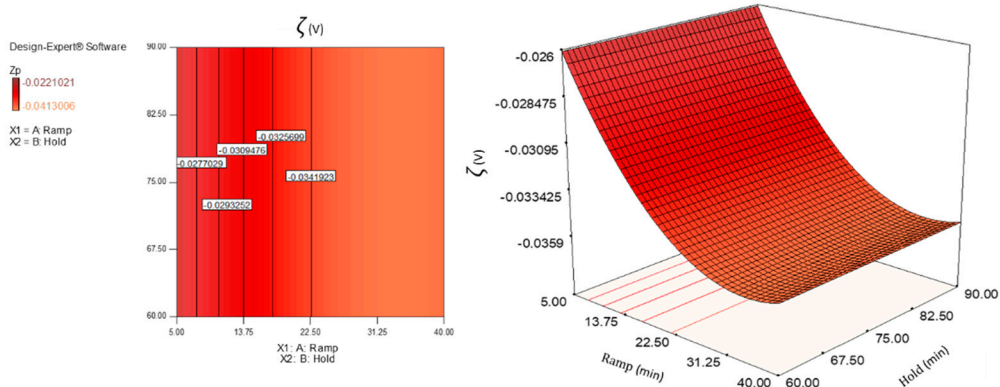 ζ (V)
Design-Expert® Software
Zp
-0.0221021
-0.0413006
X1 = A: Ramp
X2 = B: Hold
90.00
82.50
75.00
67.50
60.00
-0.0325699
-0.0309476
-0.0277029
-0.0341923
-0.0293252
5.00 13.75 22.50 31.25 40.00
X1: A: Ramp
X2: B: Hold
-0.026
-0.028475
-0.03095
-0.033425
-0.0359
ζ (V)
5.00
13.75
22.50
31.25
40.00
Ramp (min)
60.00
67.50
75.00
82.50
90.00
Hold (min)